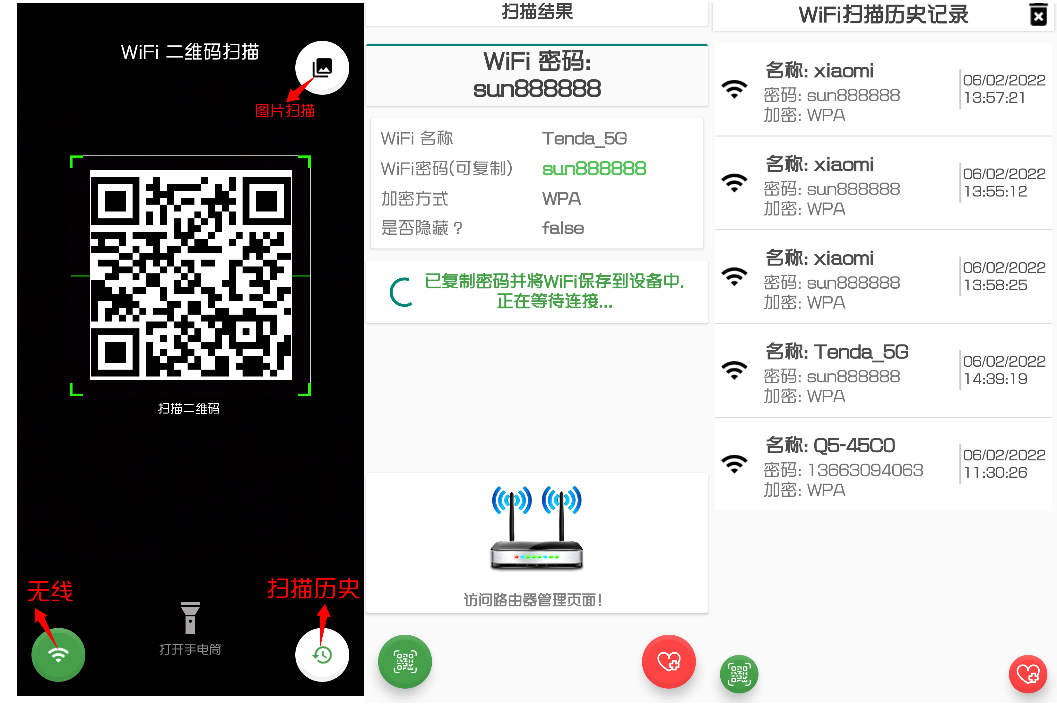 WiFi 二维码扫描
图片扫描
扫描二维码
无线
扫描历史
打开手电筒
扫描结果
WiFi 密码:
sun888888
WiFi 名称 Tenda_5G
WiFi密码(可复制) sun888888
加密方式 WPA
是否隐藏？ false
已复制密码并将WiFi保存到设备中,
正在等待连接...
访问路由器管理页面！
WiFi扫描历史记录
名称: xiaomi
密码: sun888888
加密: WPA
06/02/2022
13:57:21
名称: xiaomi
密码: sun888888
加密: WPA
06/02/2022
13:55:12
名称: xiaomi
密码: sun888888
加密: WPA
06/02/2022
13:58:25
名称: Tenda_5G
密码: sun888888
加密: WPA
06/02/2022
14:39:19
名称: Q5-45C0
密码: 13663094063
加密: WPA
06/02/2022
11:30:26